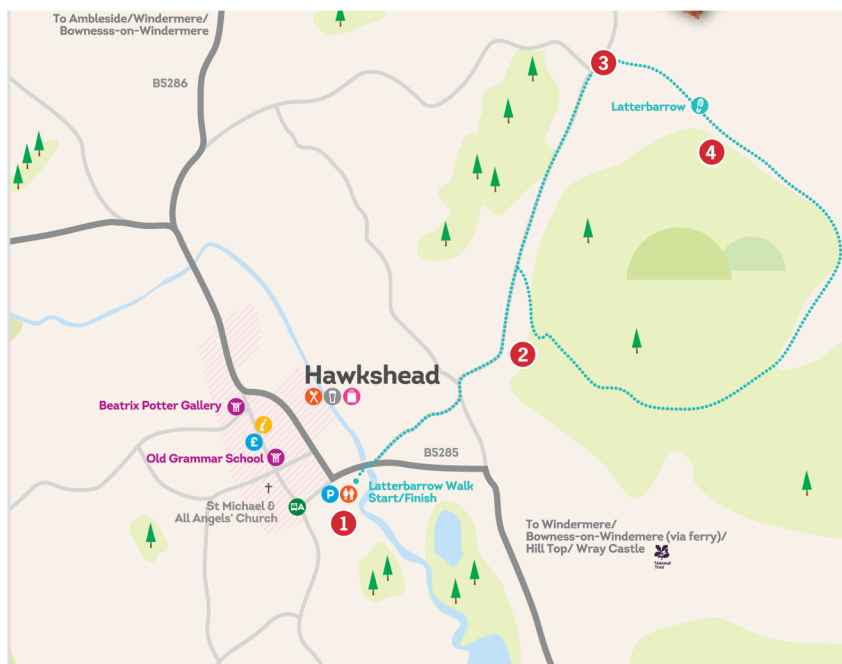 To Ambleside/Windermere/
Bownesss-on-Windermere
B5286
3
Latterbarrow
4
2
Hawkshead
Beatrix Potter Gallery
i
£
Old Grammar School
B5285
Latterbarrow Walk
Start/Finish
P
St Michael &
All Angels' Church
A
1
To Windermere/
Bowness-on-Windemere (via ferry)/
Hill Top/ Wray Castle
National
Trust